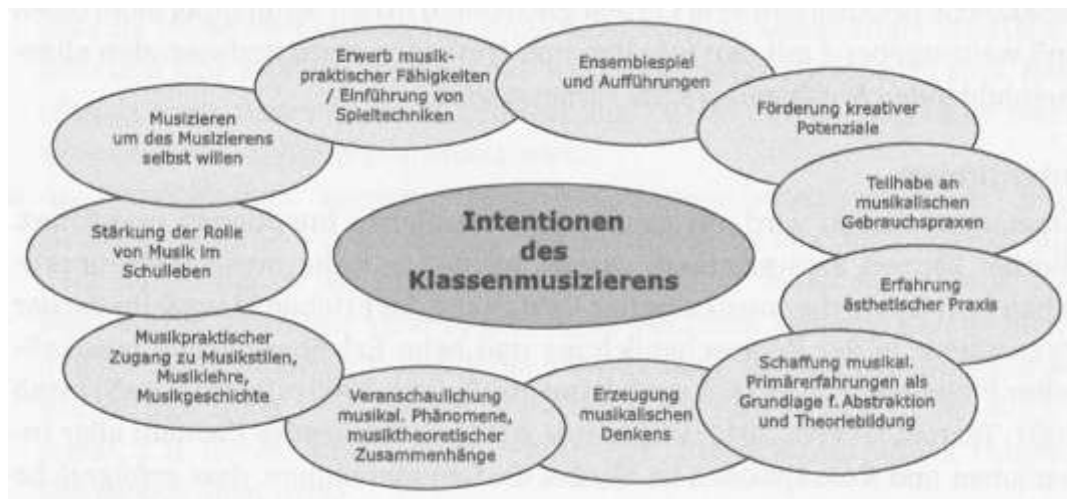 Erwerb musik-
praktischer Fähigkeiten
/ Einführung von
Spieltechniken
Ensemblespiel
und Aufführungen
Förderung kreativer
Potenziale
Teilhabe an
musikalischen
Gebrauchspraxen
Erfahrung
ästhetischer Praxis
Schaffung musikal.
Primärerfahrungen als
Grundlage f. Abstraktion
und Theoriebildung
Erzeugung
musikalischen
Denkens
Veranschaulichung
musikal. Phänomene,
musiktheoretischer
Zusammenhänge
Musikpraktischer
Zugang zu Musikstilen,
Musiklehre,
Musikgeschichte
Stärkung der Rolle
von Musik im
Schulleben
Musizieren
um des Musizierens
selbst willen
Intentionen
des
Klassenmusizierens